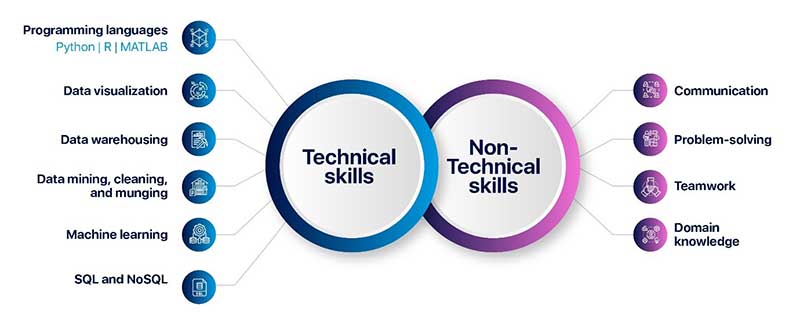 Programming languages
Python | R | MATLAB
Data visualization
Data warehousing
Data mining, cleaning,
and munging
Machine learning
SQL and NoSQL
Technical
skills
Non-
Technical
skills
Communication
Problem-solving
Teamwork
Domain
knowledge